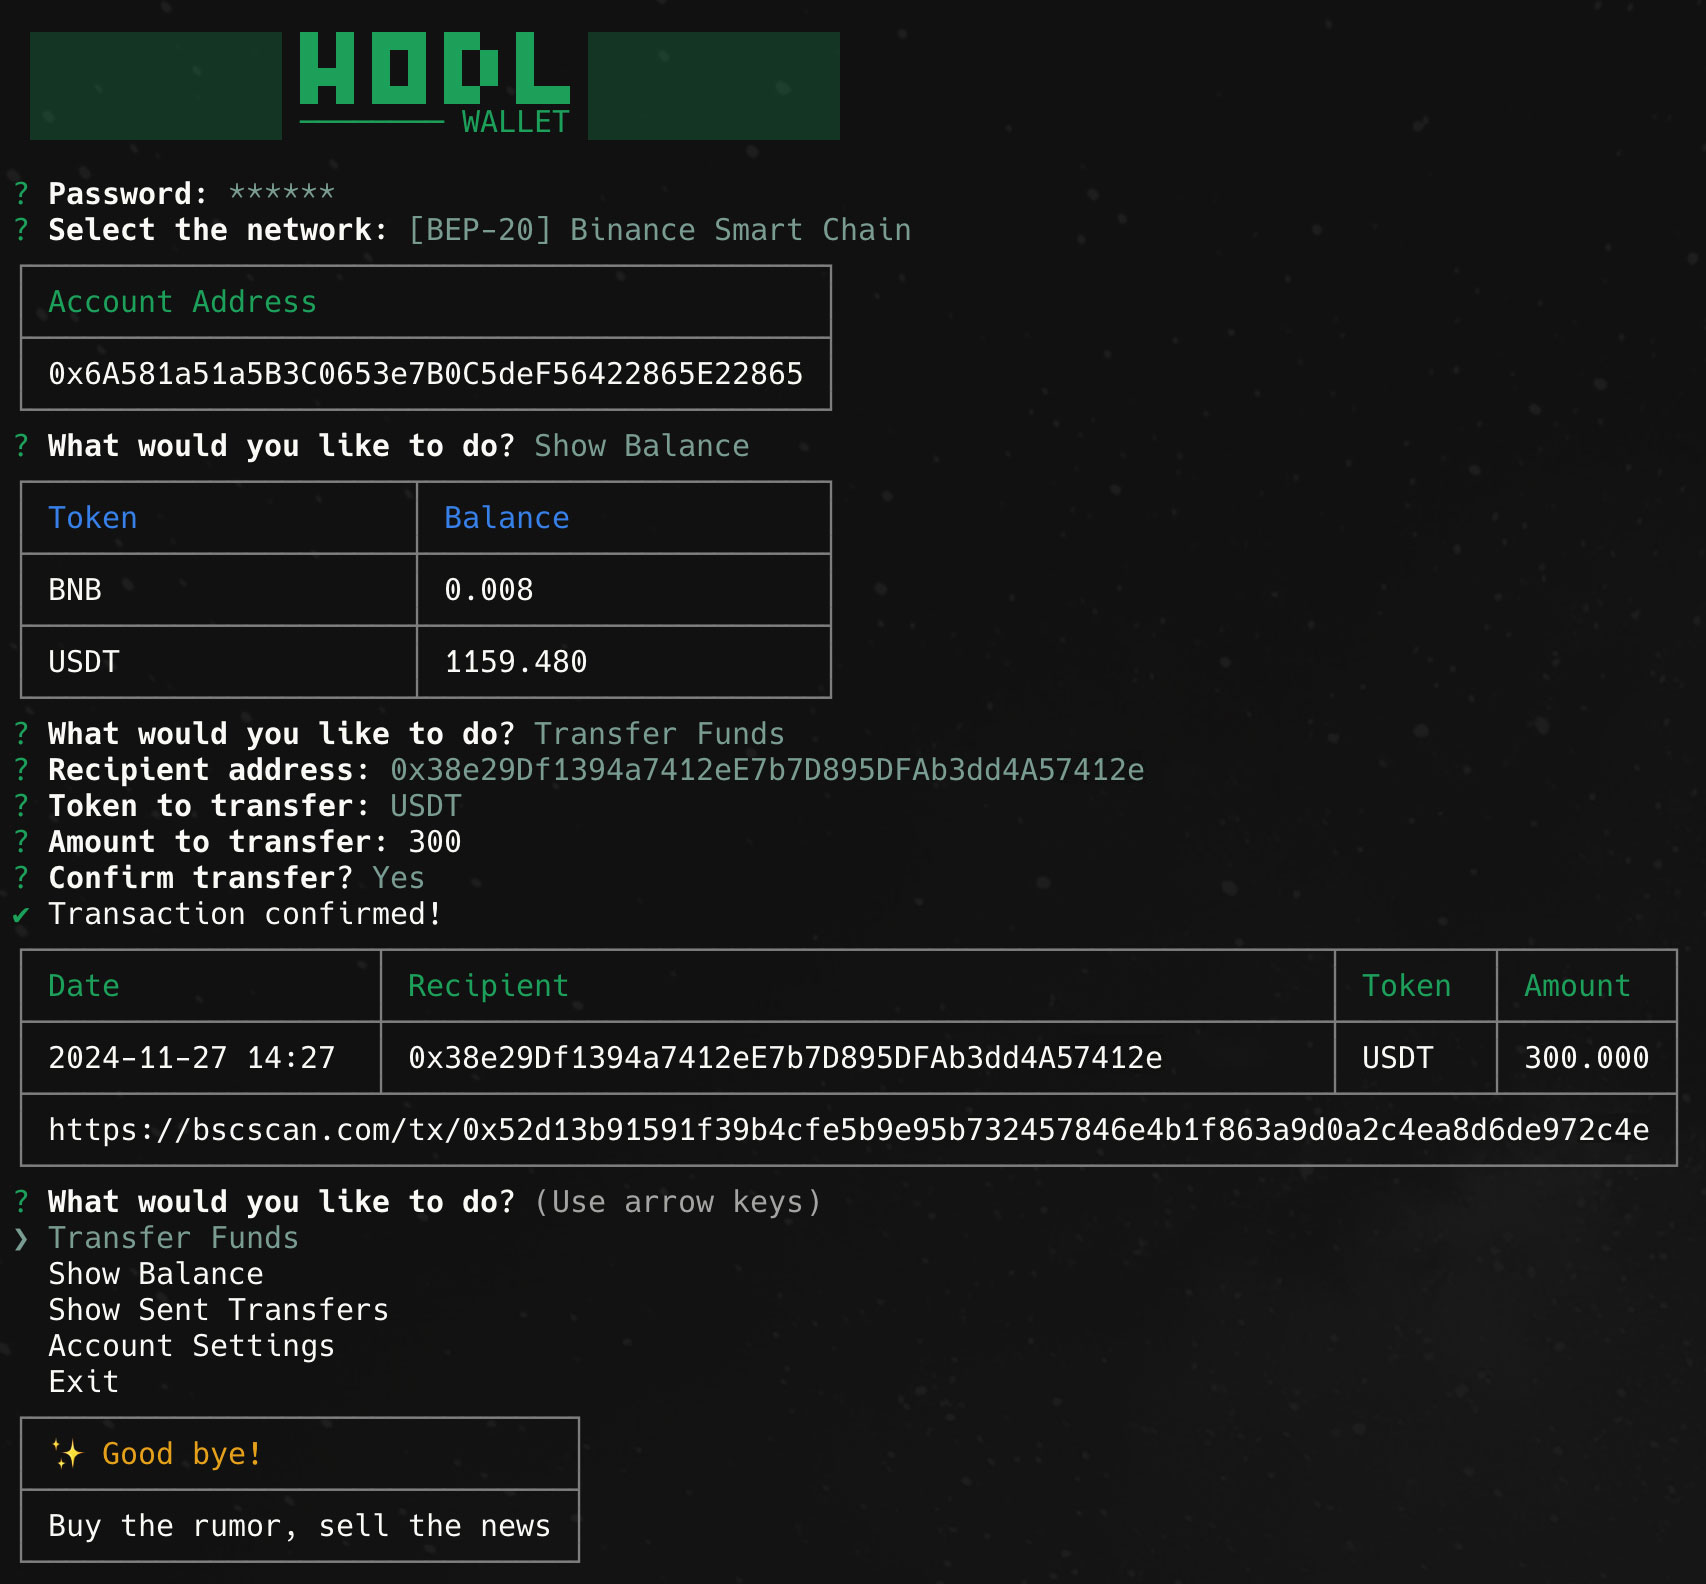 HODL
WALLET
? Password: ******
? Select the network: [BEP-20] Binance Smart Chain
Account Address
0x6A581a51a5B3C0653e7B0C5deF56422865E22865
? What would you like to do? Show Balance
Token Balance
BNB 0.008
USDT 1159.480
? What would you like to do? Transfer Funds
? Recipient address: 0x38e29Df1394a7412eE7b7D895DFAb3dd4A57412e
? Token to transfer: USDT
? Amount to transfer: 300
? Confirm transfer? Yes
✔ Transaction confirmed!
Date Recipient Token Amount
2024-11-27 14:27 0x38e29Df1394a7412eE7b7D895DFAb3dd4A57412e USDT 300.000
https://bscscan.com/tx/0x52d13b91591f39b4cfe5b9e95b732457846e4b1f863a9d0a2c4ea8d6de972c4e
? What would you like to do? (Use arrow keys)
❯ Transfer Funds
Show Balance
Show Sent Transfers
Account Settings
Exit
✨ Good bye!
Buy the rumor, sell the news